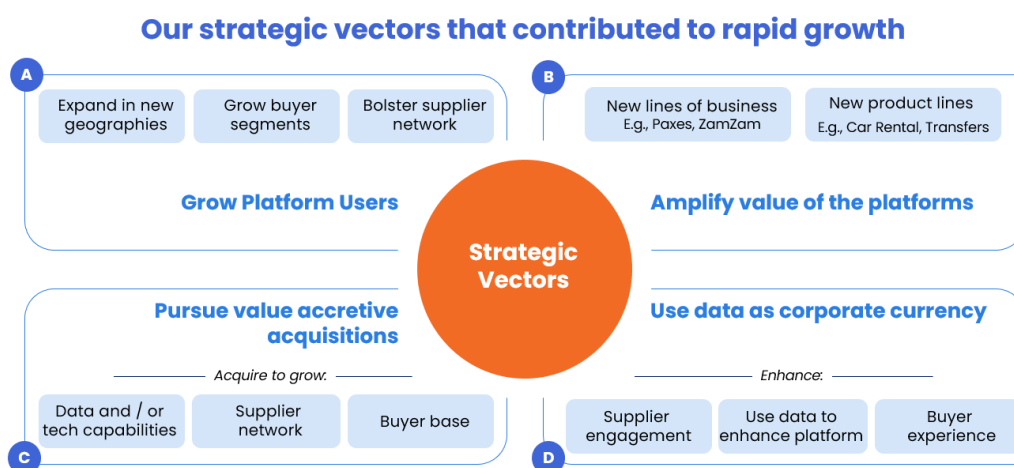 Our strategic vectors that contributed to rapid growth
A
Expand in new
geographies
Grow buyer
segments
Bolster supplier
network
Grow Platform Users
B
New lines of business
E.g., Paxes, ZamZam
New product lines
E.g., Car Rental, Transfers
Amplify value of the platforms
Strategic
Vectors
Pursue value accretive
acquisitions
Acquire to grow:
Data and / or
tech capabilities
Supplier
network
Buyer base
C
Use data as corporate currency
Enhance:
Supplier
engagement
Use data to
enhance platform
Buyer
experience
D